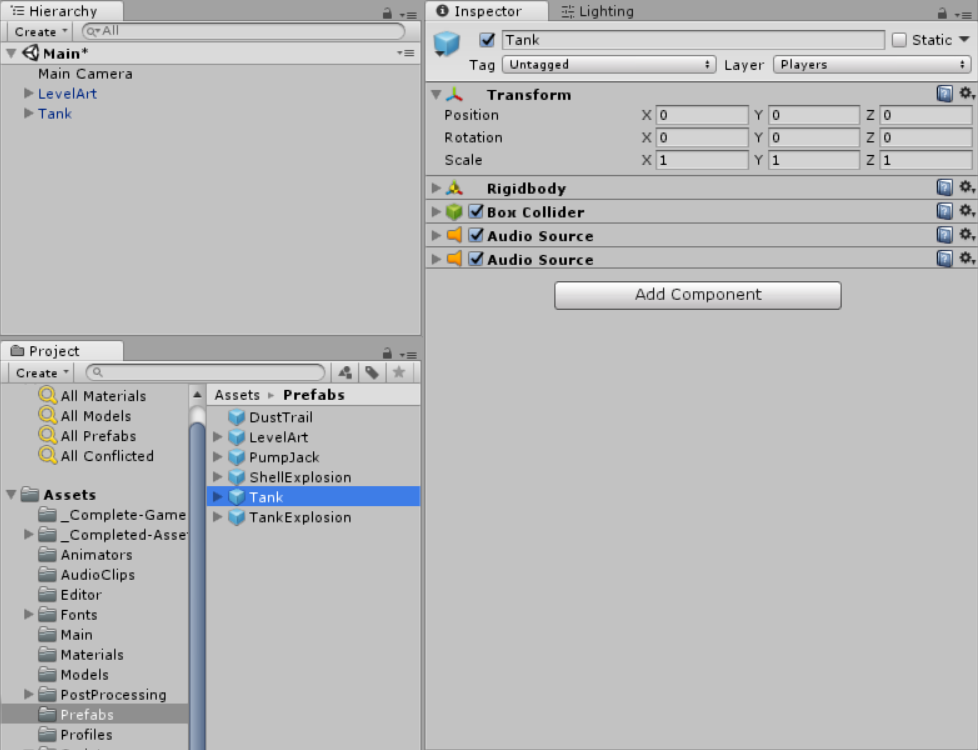 Hierarchy
Create All
Main*
Main Camera
LevelArt
Tank
Project
Create
All Materials
All Models
All Prefabs
All Conflicted
Assets
_Complete-Game
_Completed-Asse
Animators
AudioClips
Editor
Fonts
Main
Materials
Models
PostProcessing
Prefabs
Profiles
Assets Prefabs
DustTrail
LevelArt
PumpJack
ShellExplosion
Tank
TankExplosion
Inspector Lighting
Tank Static
Tag Untagged Layer Players
Transform
Position X 0 Y 0 Z 0
Rotation X 0 Y 0 Z 0
Scale X 1 Y 1 Z 1
Rigidbody
Box Collider
Audio Source
Audio Source
Add Component